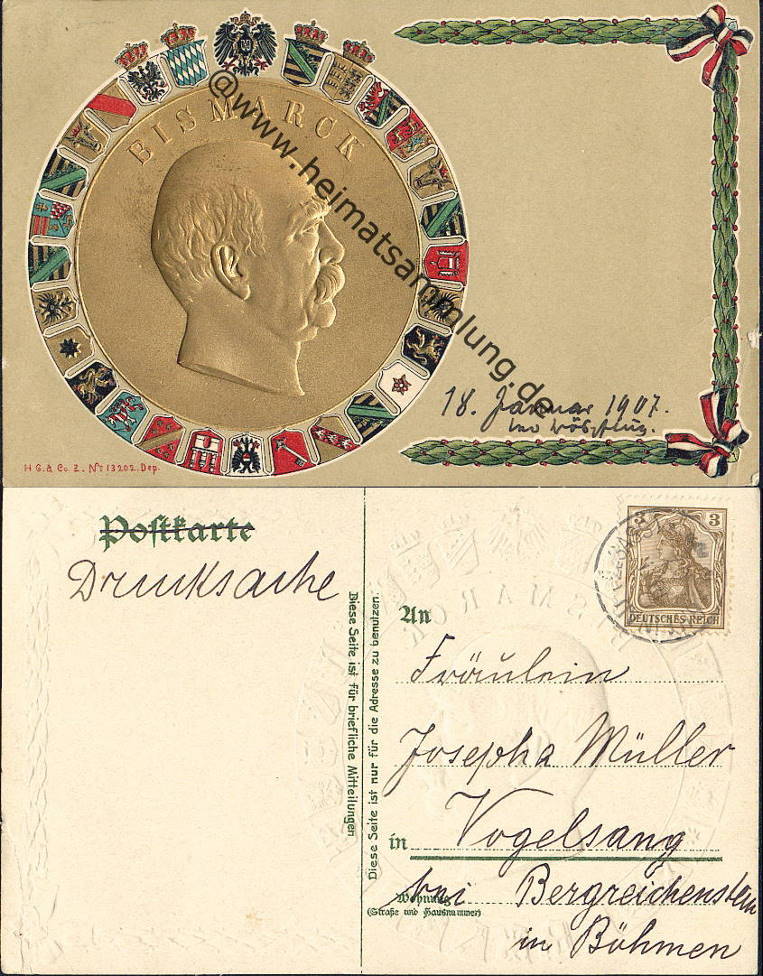 BISMARCK
@www.heimatsammlung.de
18. Januar 1907.
H G. & Co. Z. No 13202. Dep.
Postkarte
Drucksache
Diese Seite ist für briefliche Mitteilungen
Diese Seite ist nur für die Adresse zu benutzen.
3 3
DEUTSCHES REICH
An
Fräulein
Josepha Müller
in Vogelsang
Wohnung bei Bergreichenstein
(Straße und Hausnummer)
in Böhmen